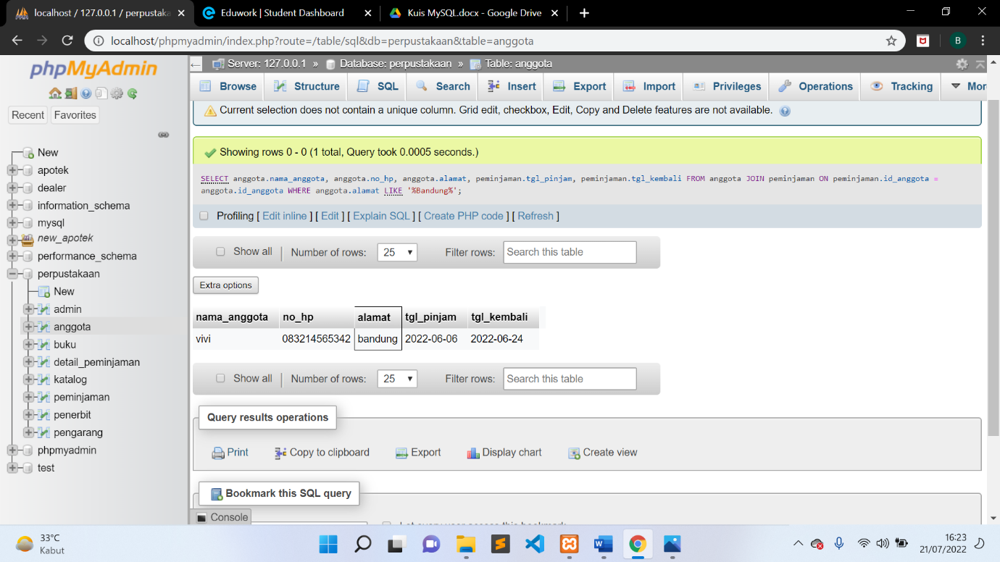 localhost / 127.0.0.1 / perpustaka
Eduwork | Student Dashboard
Kuis MySQL.docx - Google Drive
localhost/phpmyadmin/index.php?route=/table/sql&db=perpustakaan&table=anggota
B
phpMyAdmin
Recent
Favorites
New
apotek
dealer
information_schema
mysql
new_apotek
performance_schema
perpustakaan
New
admin
anggota
buku
detail_peminjaman
katalog
peminjaman
penerbit
pengarang
phpmyadmin
test
Server: 127.0.0.1 » Database: perpustakaan » Table: anggota
Browse Structure SQL Search Insert Export Import Privileges Operations Tracking Mor
Current selection does not contain a unique column. Grid edit, checkbox, Edit, Copy and Delete features are not available.
Showing rows 0 - 0 (1 total, Query took 0.0005 seconds.)
SELECT anggota.nama_anggota, anggota.no_hp, anggota.alamat, peminjaman.tgl_pinjam, peminjaman.tgl_kembali FROM anggota JOIN peminjaman ON peminjaman.id_anggota =
anggota.id_anggota WHERE anggota.alamat LIKE '%Bandung%';
Profiling [ Edit inline ] [ Edit ] [ Explain SQL ] [ Create PHP code ] [ Refresh ]
Show all | Number of rows: 25 Filter rows: Search this table
Extra options
nama_anggota no_hp alamat tgl_pinjam tgl_kembali
vivi 083214565342 bandung 2022-06-06 2022-06-24
Show all | Number of rows: 25 Filter rows: Search this table
Query results operations
Print Copy to clipboard Export Display chart Create view
Bookmark this SQL query
Console
Let every user access this bookmark
33°C
Kabut
16:23
21/07/2022